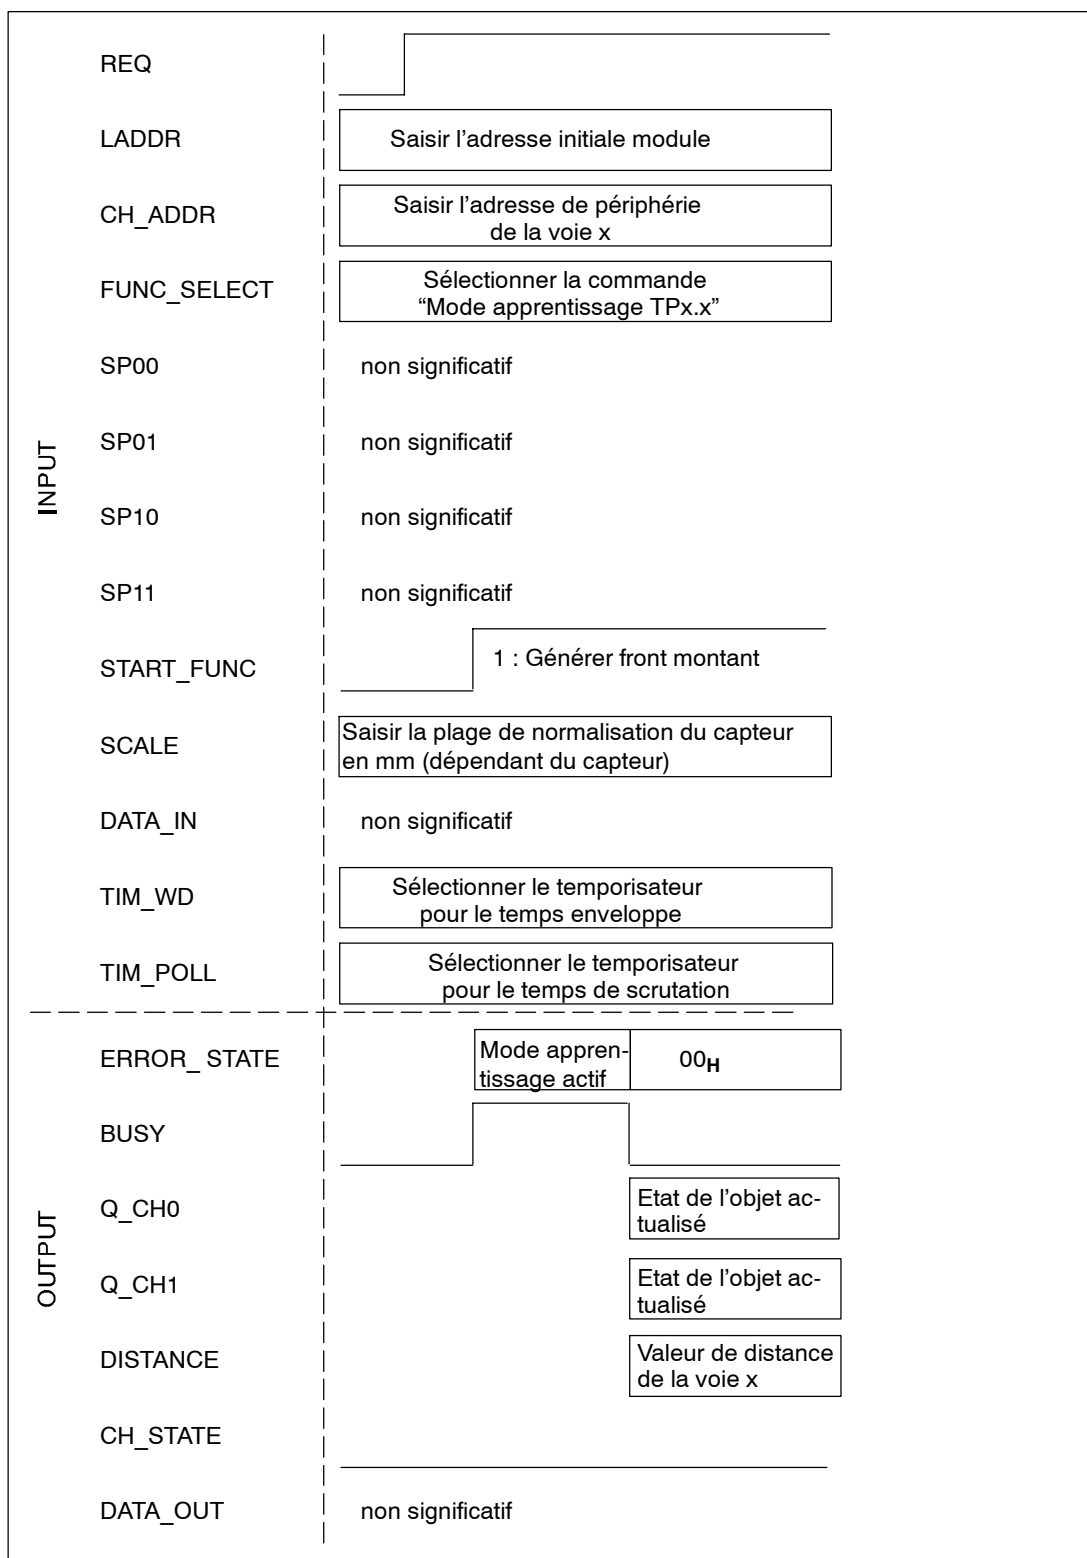 REQ
LADDR
Saisir l’adresse initiale module
CH_ADDR
Saisir l’adresse de périphérie
de la voie x
FUNC_SELECT
Sélectionner la commande
“Mode apprentissage TPx.x”
SP00
non significatif
SP01
non significatif
INPUT
SP10
non significatif
SP11
non significatif
START_FUNC
1 : Générer front montant
SCALE
Saisir la plage de normalisation du capteur
en mm (dépendant du capteur)
DATA_IN
non significatif
TIM_WD
Sélectionner le temporisateur
pour le temps enveloppe
TIM_POLL
Sélectionner le temporisateur
pour le temps de scrutation
ERROR_ STATE
Mode appren-
tissage actif
00H
BUSY
Q_CH0
Etat de l’objet ac-
tualisé
OUTPUT
Q_CH1
Etat de l’objet ac-
tualisé
DISTANCE
Valeur de distance
de la voie x
CH_STATE
DATA_OUT
non significatif